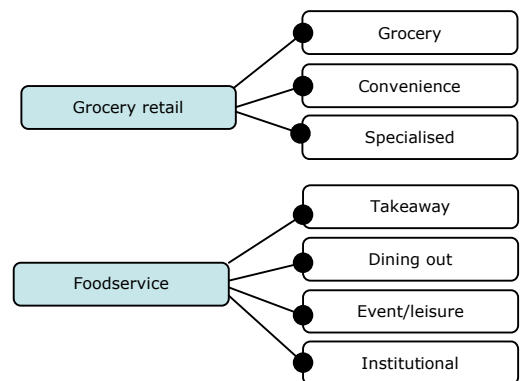 Grocery retail
Grocery
Convenience
Specialised
Foodservice
Takeaway
Dining out
Event/leisure
Institutional